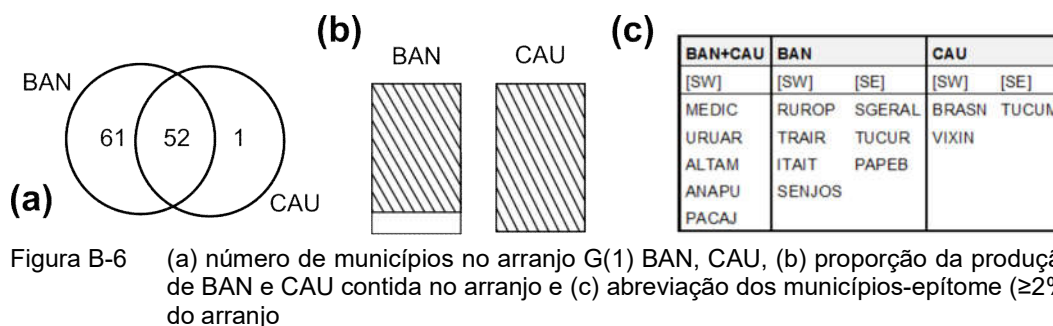 (a)
BAN
61 52 1
CAU
(b)
BAN CAU
(c)
BAN+CAU BAN CAU
[SW] [SW] [SE] [SW] [SE]
MEDIC RUROP SGERAL BRASN TUCUM
URUAR TRAIR TUCUR VIXIN
ALTAM ITAIT PAPEB
ANAPU SENJOS
PACAJ
Figura B-6 (a) número de municípios no arranjo G(1) BAN, CAU, (b) proporção da produçã
de BAN e CAU contida no arranjo e (c) abreviação dos municípios-epítome (≥2%
do arranjo